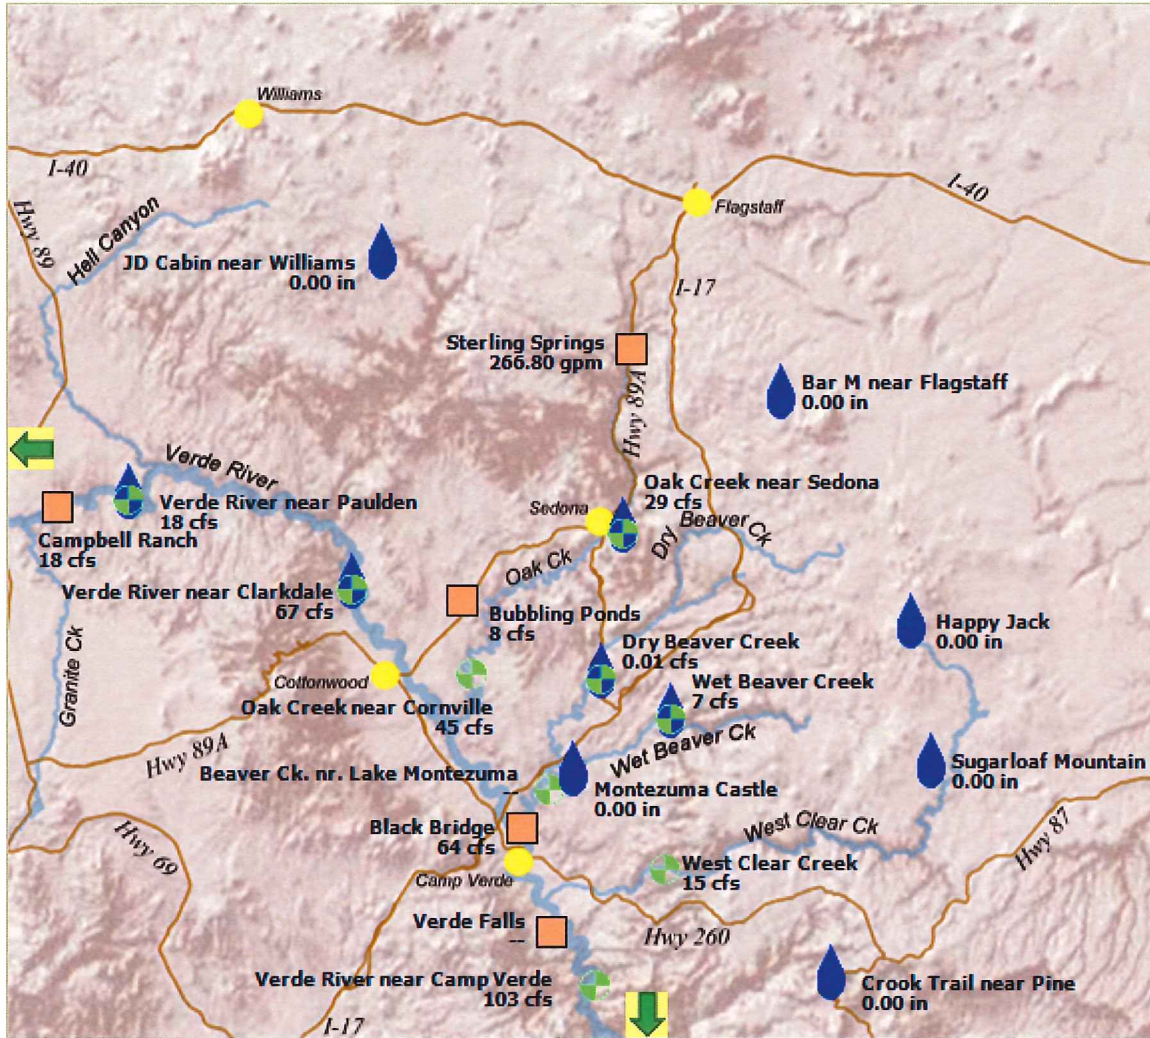 Williams
I-40
I-40
Hwy 89
Hell Canyon
Flagstaff
JD Cabin near Williams
0.00 in
I-17
Sterling Springs
266.80 gpm
Hwy 89A
Bar M near Flagstaff
0.00 in
Verde River
Oak Creek near Sedona
29 cfs
Verde River near Paulden
18 cfs
Sedona
Dry Beaver Ck
Campbell Ranch
18 cfs
Oak Ck
Verde River near Clarkdale
67 cfs
Bubbling Ponds
8 cfs
Happy Jack
0.00 in
Granite Ck
Dry Beaver Creek
0.01 cfs
Cottonwood
Wet Beaver Creek
7 cfs
Oak Creek near Cornville
45 cfs
Hwy 89A
Wet Beaver Ck
Beaver Ck. nr. Lake Montezuma
--
Sugarloaf Mountain
0.00 in
Montezuma Castle
0.00 in
Black Bridge
64 cfs
West Clear Ck
Hwy 87
Hwy 69
Camp Verde
West Clear Creek
15 cfs
Verde Falls
--
Hwy 260
Verde River near Camp Verde
103 cfs
Crook Trail near Pine
0.00 in
I-17